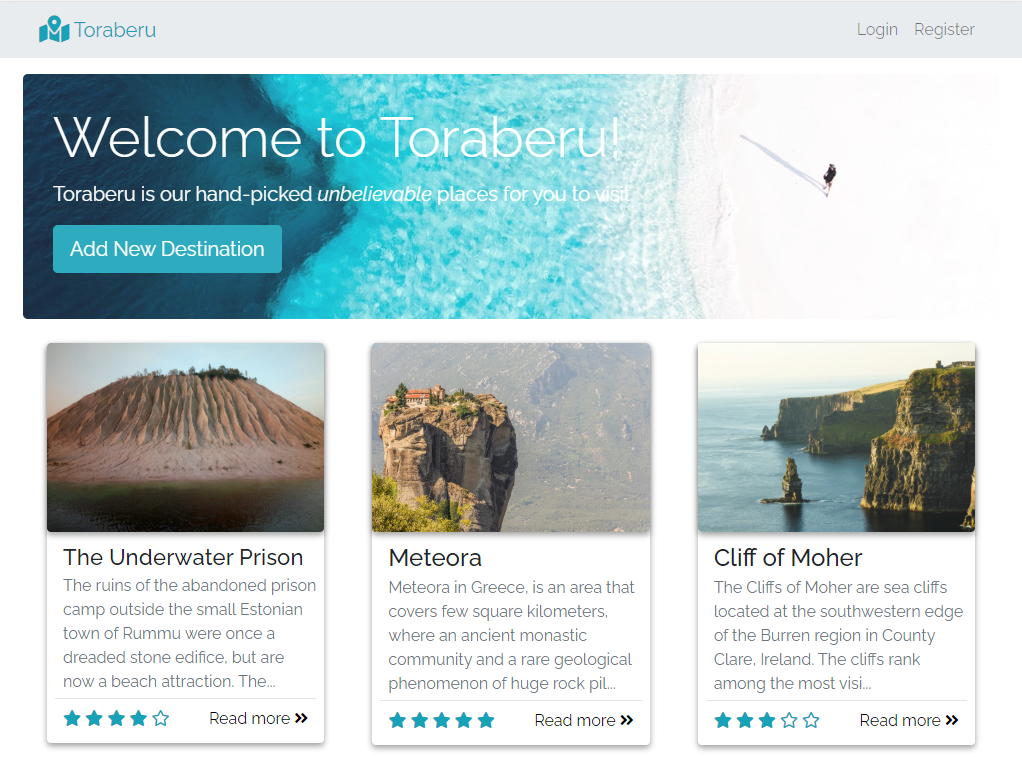 Toraberu
Login Register
Welcome to Toraberu!
Toraberu is our hand-picked unbelievable places for you to visit.
Add New Destination
The Underwater Prison
The ruins of the abandoned prison
camp outside the small Estonian
town of Rummu were once a
dreaded stone edifice, but are
now a beach attraction. The...
Read more
Meteora
Meteora in Greece, is an area that
covers few square kilometers,
where an ancient monastic
community and a rare geological
phenomenon of huge rock pil...
Read more
Cliff of Moher
The Cliffs of Moher are sea cliffs
located at the southwestern edge
of the Burren region in County
Clare, Ireland. The cliffs rank
among the most visi...
Read more